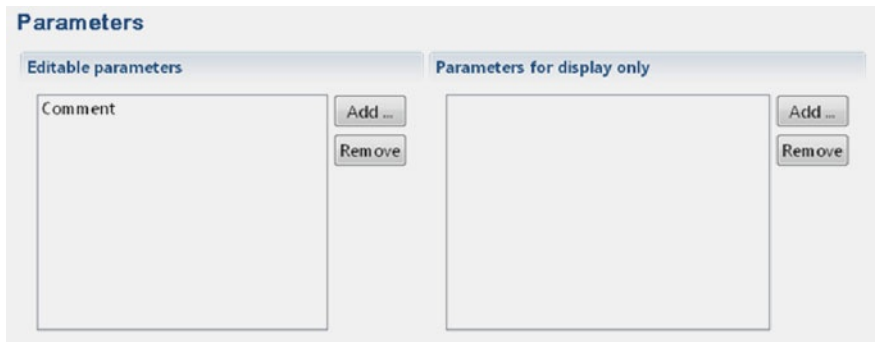 Parameters
Editable parameters
Parameters for display only
Comment
Add ...
Remove
Add ...
Remove